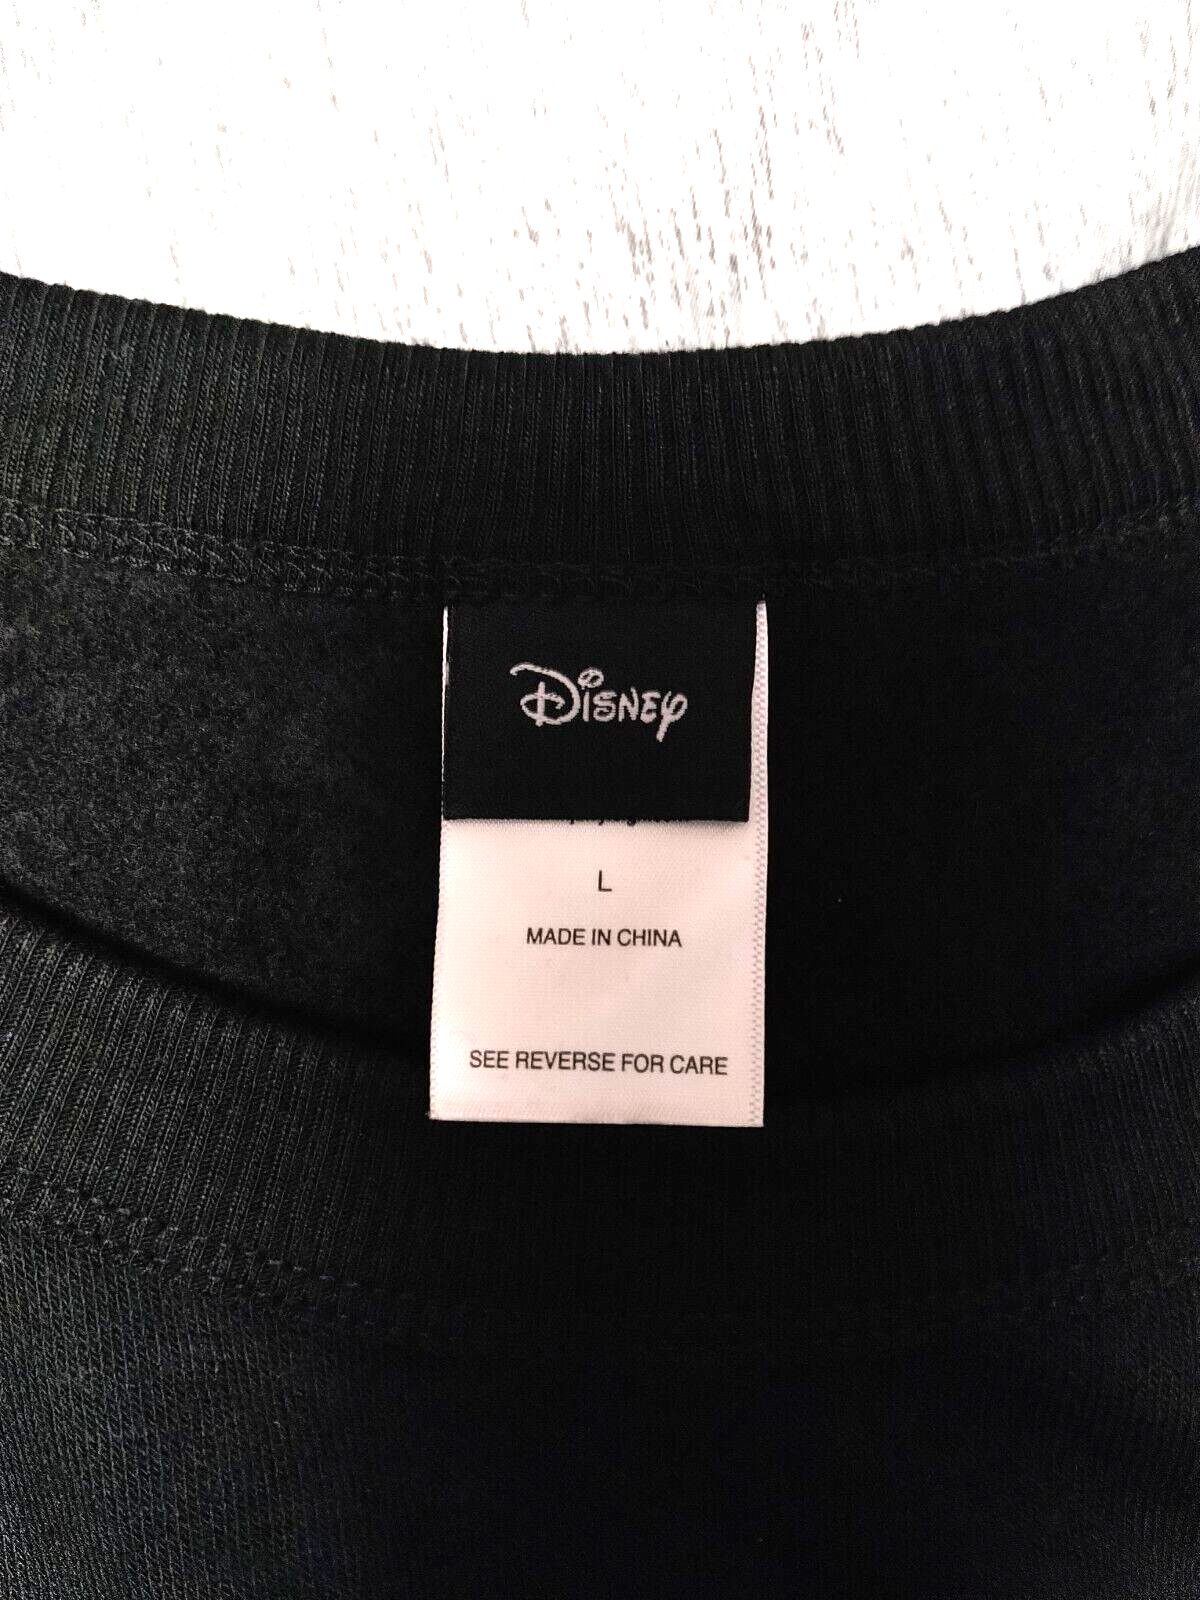 Disney
L
MADE IN CHINA
SEE REVERSE FOR CARE